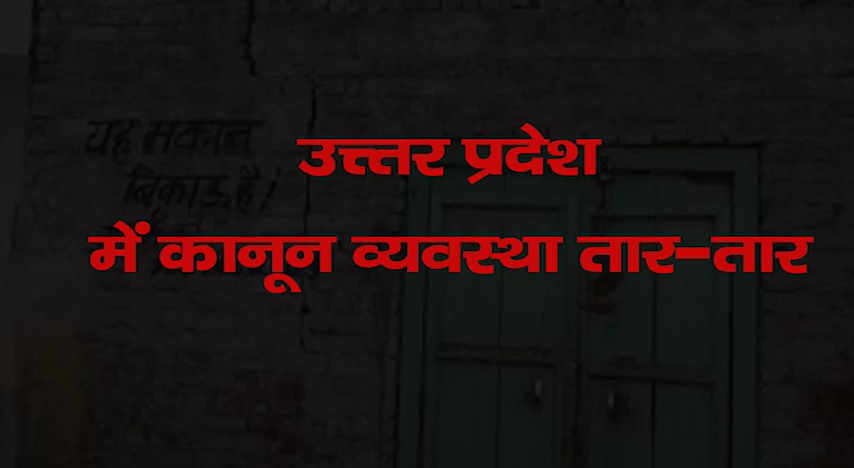 उत्तर प्रदेश
में कानून व्यवस्था तार-तार
यह मकान
बिकाऊ है।